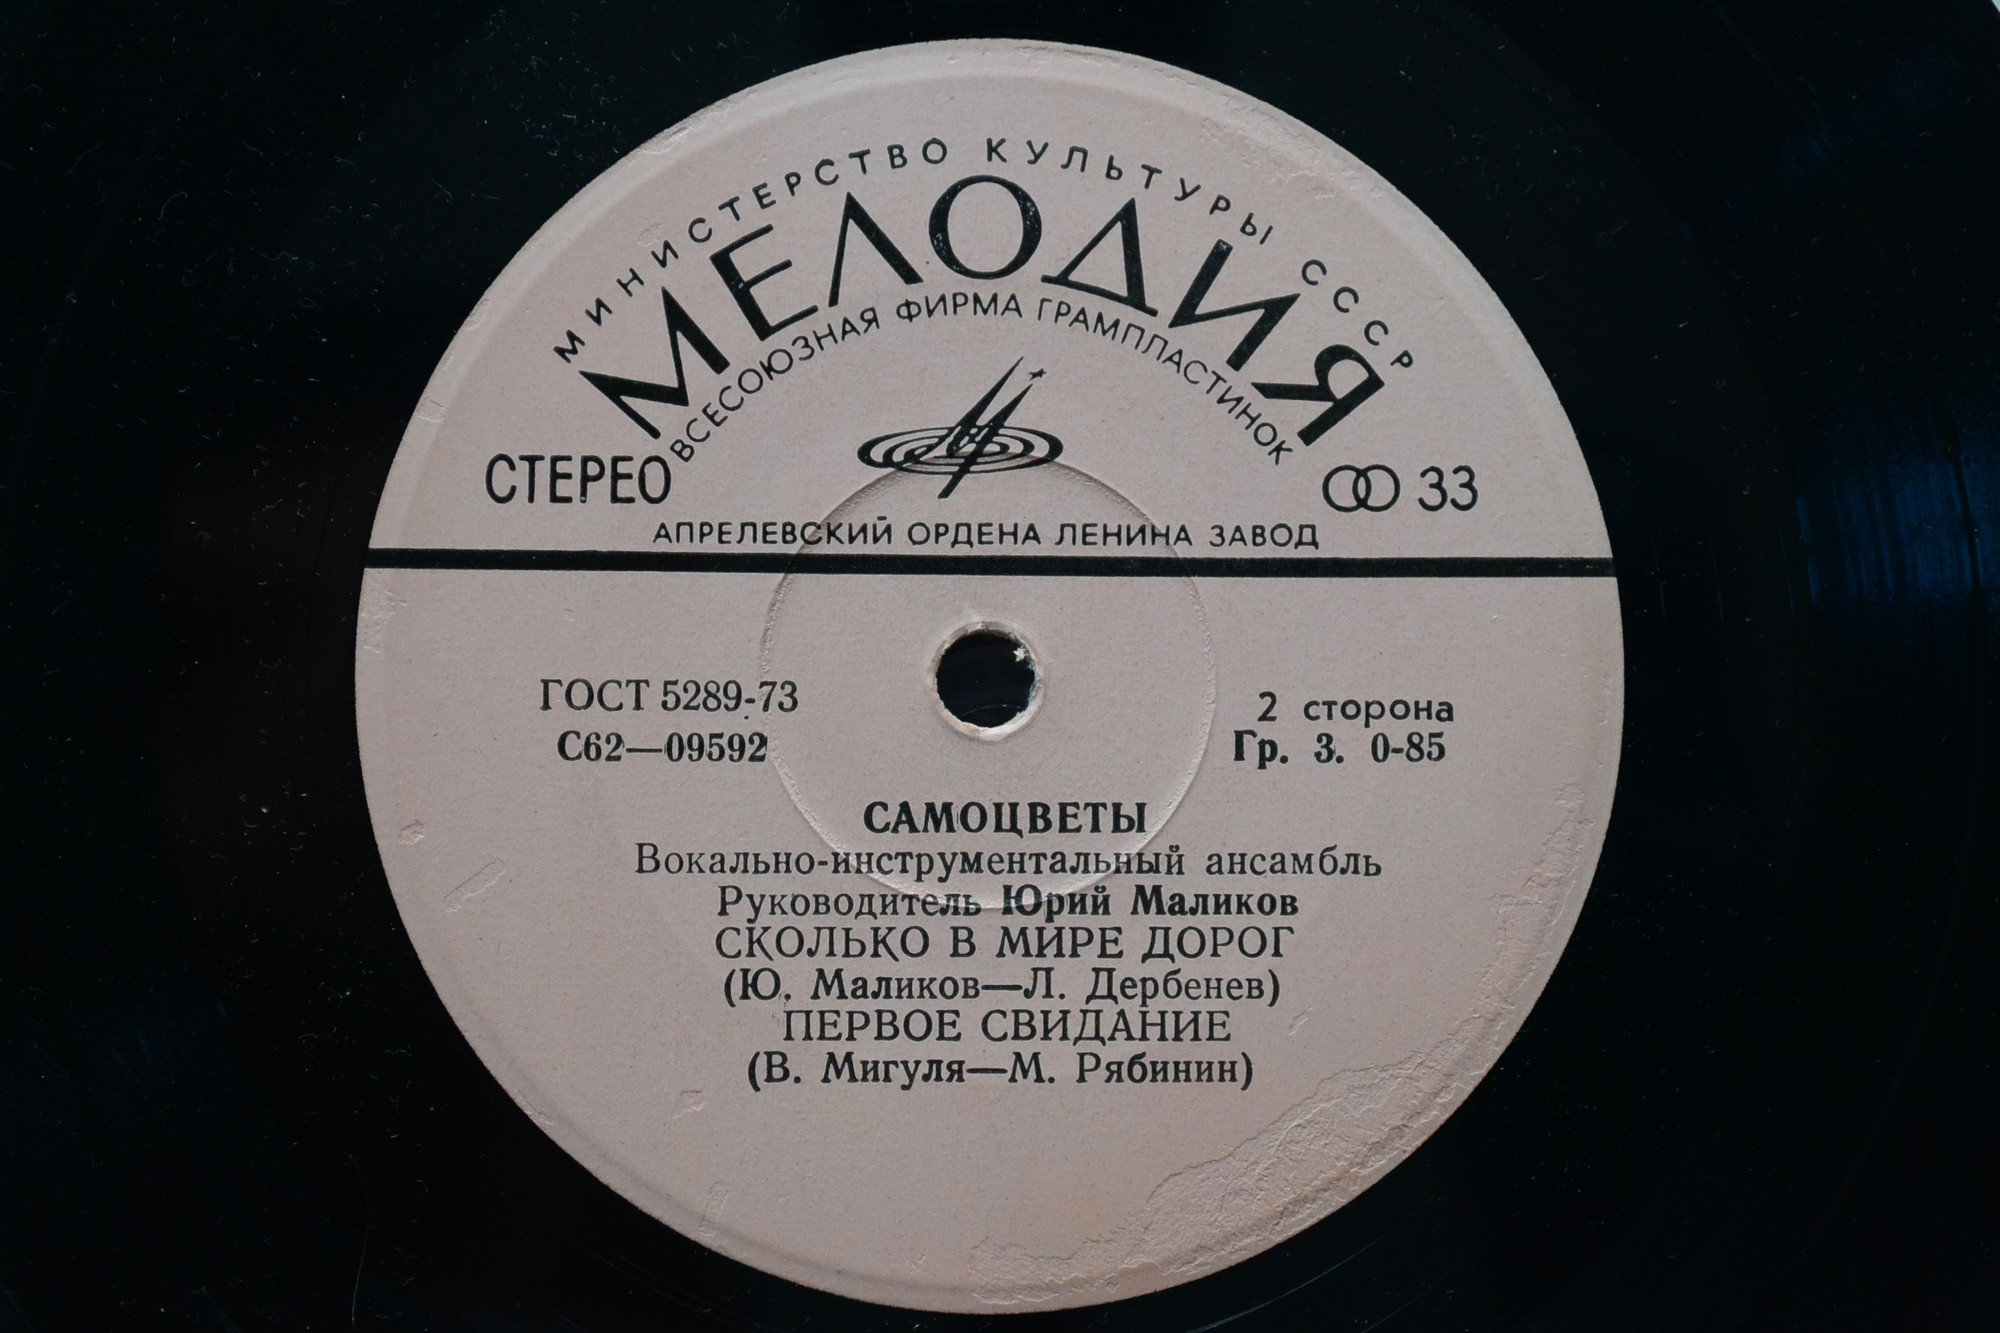 МИНИСТЕРСТВО КУЛЬТУРЫ СССР
МЕЛОДИЯ
ВСЕСОЮЗНАЯ ФИРМА ГРАМПЛАСТИНОК
СТЕРЕО
33
АПРЕЛЕВСКИЙ ОРДЕНА ЛЕНИНА ЗАВОД
ГОСТ 5289-73
С62—09592
2 сторона
Гр. 3. 0-85
САМОЦВЕТЫ
Вокально-инструментальный ансамбль
Руководитель Юрий Маликов
СКОЛЬКО В МИРЕ ДОРОГ
(Ю. Маликов—Л. Дербенев)
ПЕРВОЕ СВИДАНИЕ
(В. Мигуля—М. Рябинин)